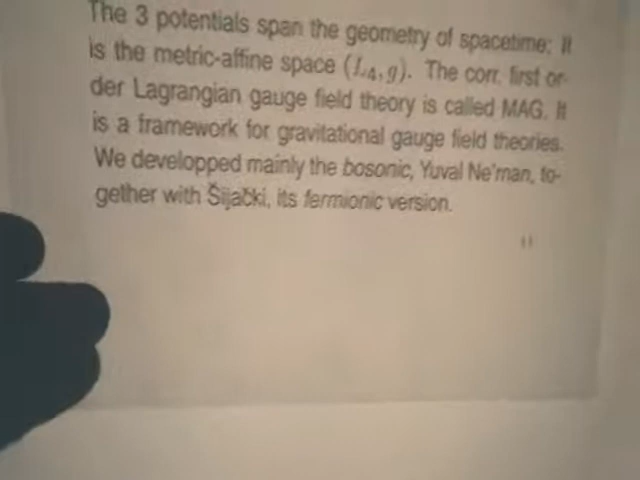 The 3 potentials span the geometry of spacetime: It
is the metric-affine space (L₄, g). The corr. first or-
der Lagrangian gauge field theory is called MAG. It
is a framework for gravitational gauge field theories.
We developped mainly the bosonic, Yuval Ne'man, to-
gether with Šijački, its fermionic version.